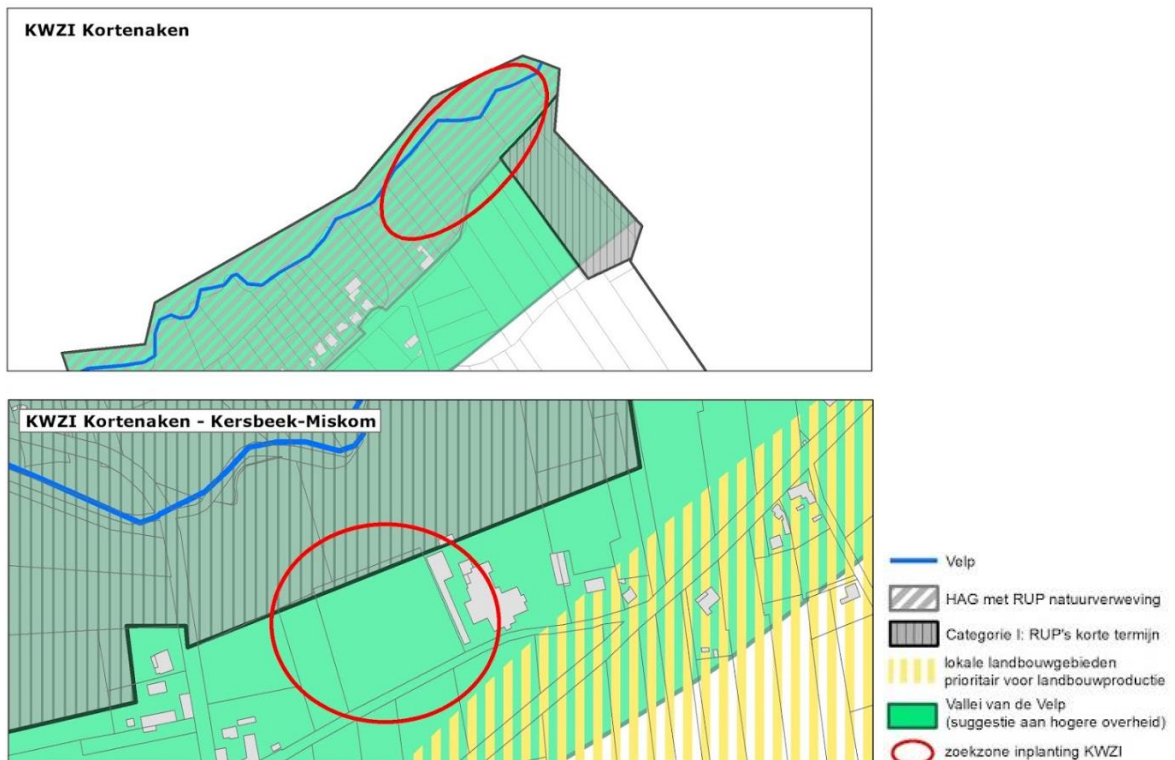 KWZI Kortenaken
KWZI Kortenaken - Kersbeek-Miskom
Velp
HAG met RUP natuurverweving
Categorie I: RUP's korte termijn
lokale landbouwgebieden
prioritair voor landbouwproductie
Vallei van de Velp
(suggestie aan hogere overheid)
zoekzone inplanting KWZI